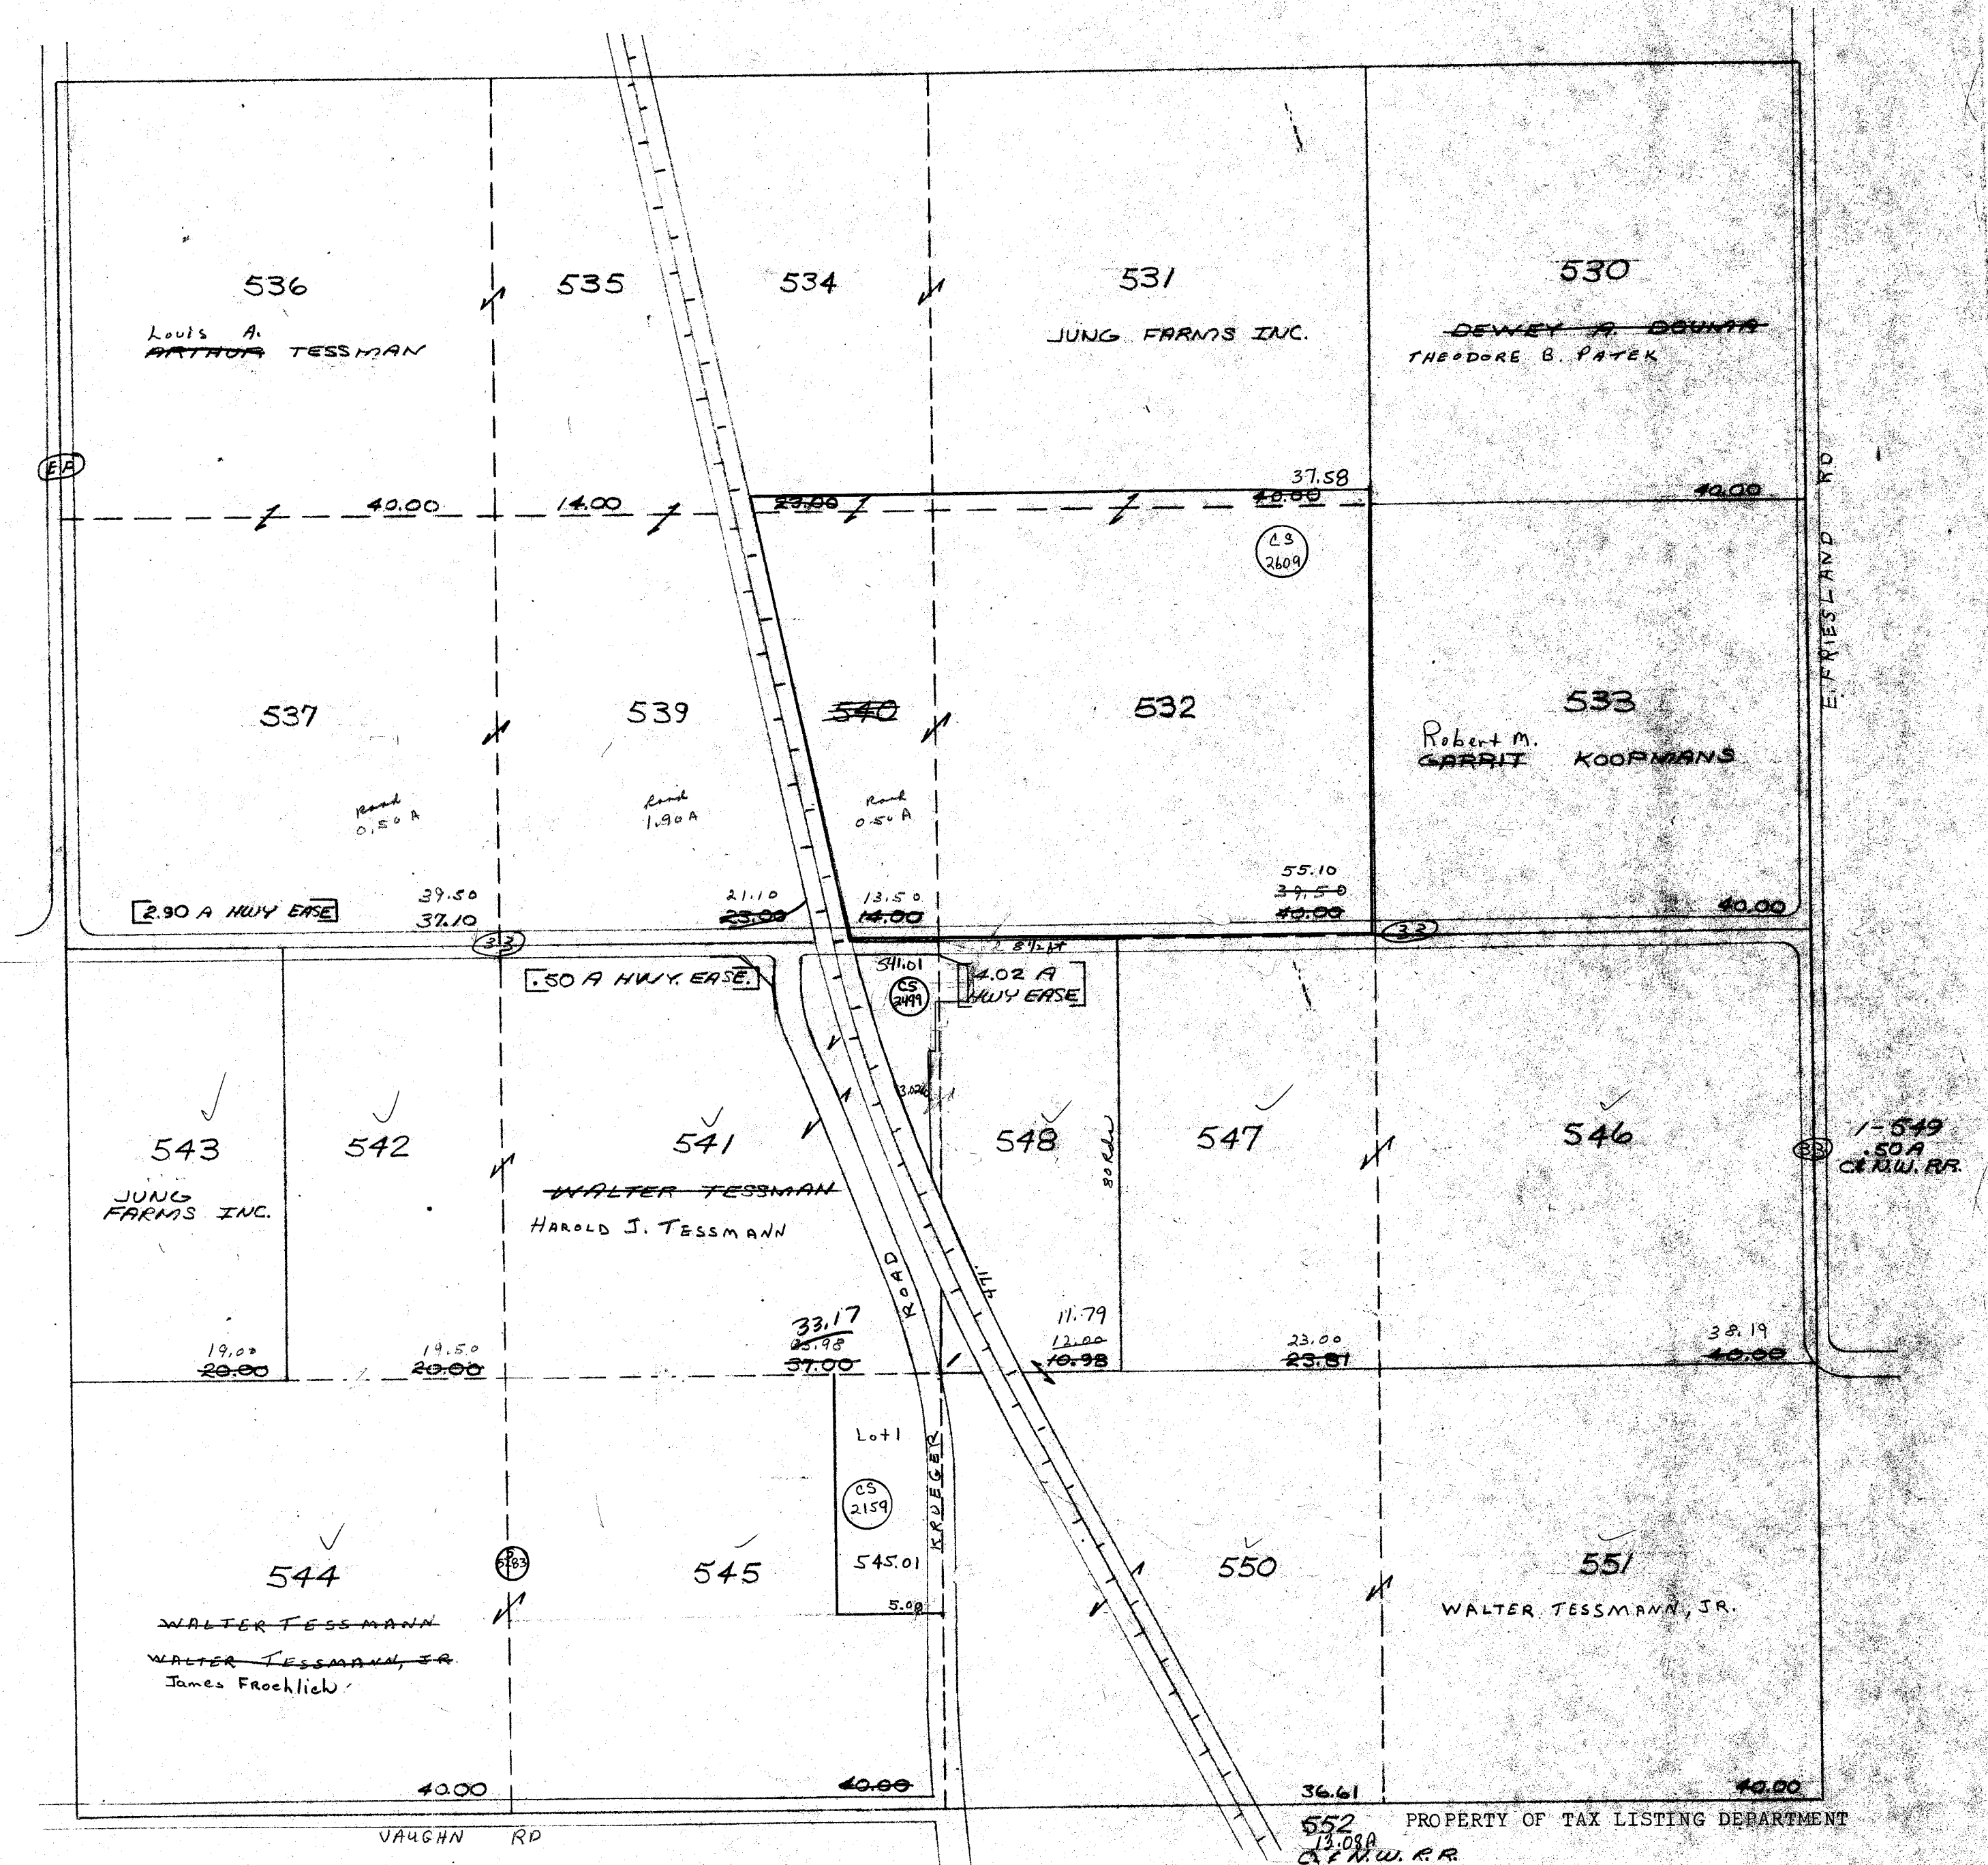 536
535
534
531
530
Louis A.
ARTHUR TESSMAN
JUNG FARMS INC.
DEWEY A. DOUMA
THEODORE B. PATEK
EF
40.00
14.00
23.00
37.58
40.00
40.00
CS
2609
E. FRIESLAND RD
537
539
540
532
533
Robert M.
GARRIT KOOPMANS
Road
0.50 A
Road
1.90 A
Road
0.50 A
2.90 A HWY EASE
39.50
37.10
21.10
23.00
13.50
14.00
55.10
39.50
40.00
40.00
33
33
.50 A HWY. EASE.
541.01
CS
2499
4.02 A
HWY EASE
543
542
541
548
547
546
80 Rds
33
1-549
.50 A
C & N.W. RR.
JUNG
FARMS INC.
WALTER TESSMAN
HAROLD J. TESSMANN
ROAD
471'
19.00
20.00
19.50
20.00
33.17
37.00
11.79
12.00
10.98
23.00
23.81
38.19
40.00
Lot 1
CS
2159
KRUEGER
545.01
5.00
544
545
550
551
WALTER TESSMANN
WALTER TESSMANN, JR.
James Froehlich
WALTER TESSMANN, JR.
40.00
40.00
36.61
40.00
VAUGHN RD
552
13.08A
C & N.W. R.R.
PROPERTY OF TAX LISTING DEPARTMENT